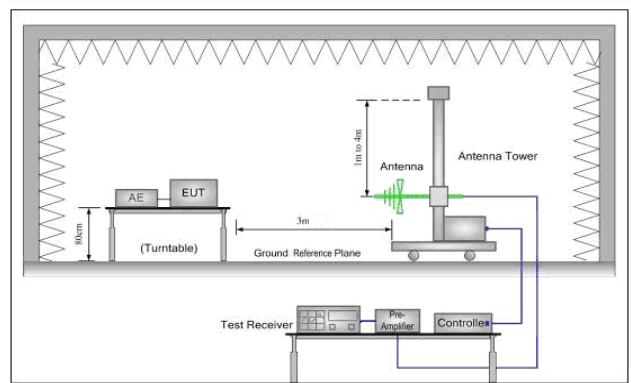 1m to 4m
Antenna
Antenna Tower
AE
EUT
80cm
3m
(Turntable)
Ground Reference Plane
Test Receiver
Pre-
Amplifier
Controller